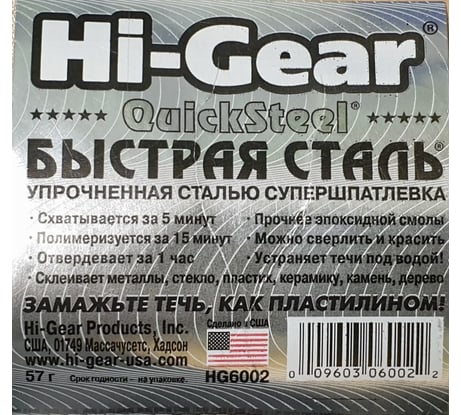 Hi-Gear®
★★★★★ QuickSteel® ★★★★★
БЫСТРАЯ СТАЛЬ®
УПРОЧНЕННАЯ СТАЛЬЮ СУПЕРШПАТЛЕВКА
• Схватывается за 5 минут • Прочнее эпоксидной смолы
• Полимеризуется за 15 минут • Можно сверлить и красить
• Отвердевает за 1 час • Устраняет течи под водой!
• Склеивает металлы, стекло, пластик, керамику, камень, дерево
ЗАМАЖЬТЕ ТЕЧЬ, КАК ПЛАСТИЛИНОМ!
Hi-Gear Products, Inc. Сделано в США
США, 01749 Массачусетс, Хадсон
www.hi-gear-usa.com
57 г Срок годности – на упаковке. HG6002 0 09603 06002 2